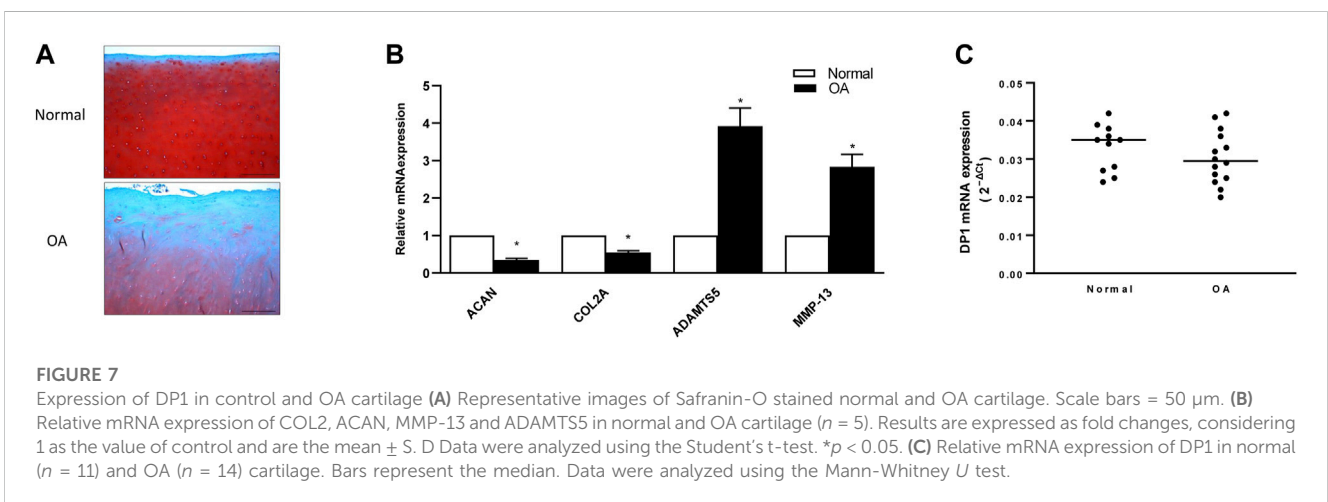 A
Normal
OA
B
Normal
OA
Relative mRNAexpression
5
4
3
2
1
0
*
*
*
*
ACAN
COL2A
ADAMTS5
MMP-13
C
DP1 mRNA expression
(2^-ΔCt)
0.05
0.04
0.03
0.02
0.01
0.00
Normal
OA
FIGURE 7
Expression of DP1 in control and OA cartilage (A) Representative images of Safranin-O stained normal and OA cartilage. Scale bars = 50 μm. (B)
Relative mRNA expression of COL2, ACAN, MMP-13 and ADAMTS5 in normal and OA cartilage (n = 5). Results are expressed as fold changes, considering
1 as the value of control and are the mean ± S. D Data were analyzed using the Student's t-test. *p < 0.05. (C) Relative mRNA expression of DP1 in normal
(n = 11) and OA (n = 14) cartilage. Bars represent the median. Data were analyzed using the Mann-Whitney U test.